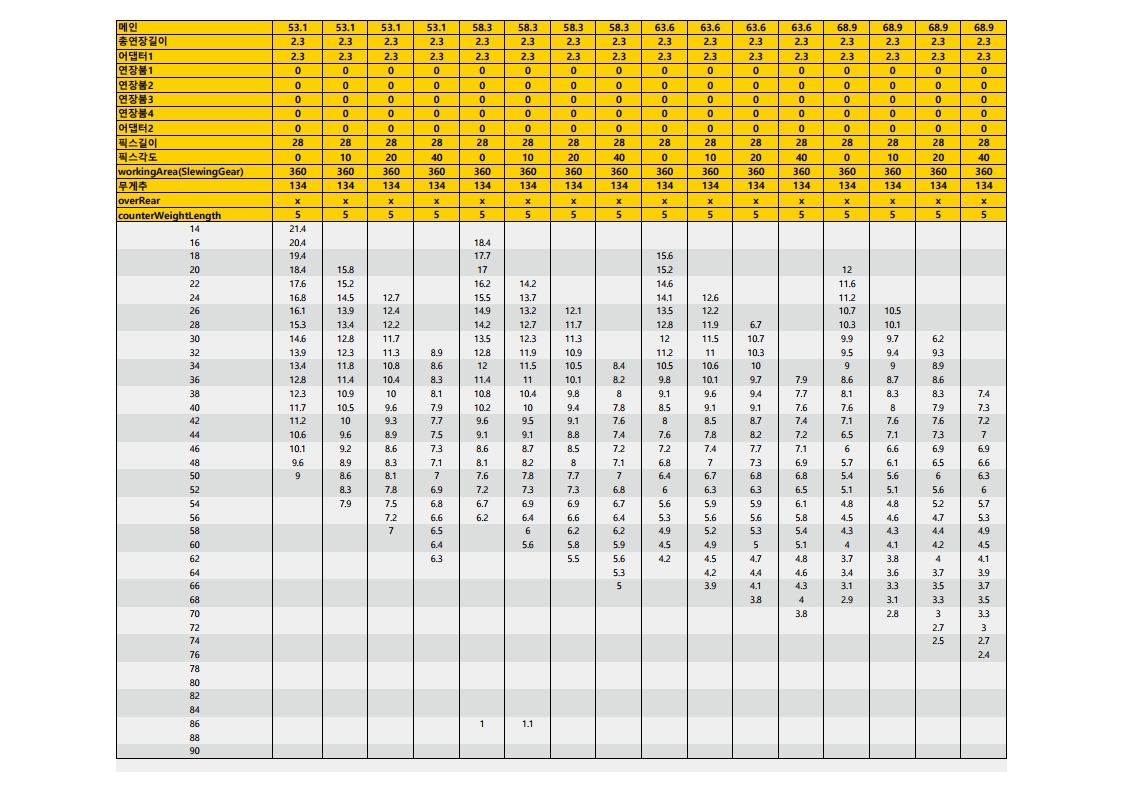 메인 53.1 53.1 53.1 53.1 58.3 58.3 58.3 58.3 63.6 63.6 63.6 63.6 68.9 68.9 68.9 68.9
총연장길이 2.3 2.3 2.3 2.3 2.3 2.3 2.3 2.3 2.3 2.3 2.3 2.3 2.3 2.3 2.3 2.3
어댑터1 2.3 2.3 2.3 2.3 2.3 2.3 2.3 2.3 2.3 2.3 2.3 2.3 2.3 2.3 2.3 2.3
연장붐1 0 0 0 0 0 0 0 0 0 0 0 0 0 0 0 0
연장붐2 0 0 0 0 0 0 0 0 0 0 0 0 0 0 0 0
연장붐3 0 0 0 0 0 0 0 0 0 0 0 0 0 0 0 0
연장붐4 0 0 0 0 0 0 0 0 0 0 0 0 0 0 0 0
어댑터2 0 0 0 0 0 0 0 0 0 0 0 0 0 0 0 0
픽스길이 28 28 28 28 28 28 28 28 28 28 28 28 28 28 28 28
픽스각도 0 10 20 40 0 10 20 40 0 10 20 40 0 10 20 40
workingArea(SlewingGear) 360 360 360 360 360 360 360 360 360 360 360 360 360 360 360 360
무게추 134 134 134 134 134 134 134 134 134 134 134 134 134 134 134 134
overRear x x x x x x x x x x x x x x x x
counterWeightLength 5 5 5 5 5 5 5 5 5 5 5 5 5 5 5 5
14 21.4
16 20.4 18.4
18 19.4 17.7 15.6
20 18.4 15.8 17 15.2 12
22 17.6 15.2 16.2 14.2 14.6 11.6
24 16.8 14.5 12.7 15.5 13.7 14.1 12.6 11.2
26 16.1 13.9 12.4 14.9 13.2 12.1 13.5 12.2 10.7 10.5
28 15.3 13.4 12.2 14.2 12.7 11.7 12.8 11.9 6.7 10.3 10.1
30 14.6 12.8 11.7 13.5 12.3 11.3 12 11.5 10.7 9.9 9.7 6.2
32 13.9 12.3 11.3 8.9 12.8 11.9 10.9 11.2 11 10.3 9.5 9.4 9.3
34 13.4 11.8 10.8 8.6 12 11.5 10.5 8.4 10.5 10.6 10 9 9 8.9
36 12.8 11.4 10.4 8.3 11.4 11 10.1 8.2 9.8 10.1 9.7 7.9 8.6 8.7 8.6
38 12.3 10.9 10 8.1 10.8 10.4 9.8 8 9.1 9.6 9.4 7.7 8.1 8.3 8.3 7.4
40 11.7 10.5 9.6 7.9 10.2 10 9.4 7.8 8.5 9.1 9.1 7.6 7.6 8 7.9 7.3
42 11.2 10 9.3 7.7 9.6 9.5 9.1 7.6 8 8.5 8.7 7.4 7.1 7.6 7.6 7.2
44 10.6 9.6 8.9 7.5 9.1 9.1 8.8 7.4 7.6 7.8 8.2 7.2 6.5 7.1 7.3 7
46 10.1 9.2 8.6 7.3 8.6 8.7 8.5 7.2 7.2 7.4 7.7 7.1 6 6.6 6.9 6.9
48 9.6 8.9 8.3 7.1 8.1 8.2 8 7.1 6.8 7 7.3 6.9 5.7 6.1 6.5 6.6
50 9 8.6 8.1 7 7.6 7.8 7.7 7 6.4 6.7 6.8 6.8 5.4 5.6 6 6.3
52 8.3 7.8 6.9 7.2 7.3 7.3 6.8 6 6.3 6.3 6.5 5.1 5.1 5.6 6
54 7.9 7.5 6.8 6.7 6.9 6.9 6.7 5.6 5.9 5.9 6.1 4.8 4.8 5.2 5.7
56 7.2 6.6 6.2 6.4 6.6 6.4 5.3 5.6 5.6 5.8 4.5 4.6 4.7 5.3
58 7 6.5 6 6.2 6.2 4.9 5.2 5.3 5.4 4.3 4.3 4.4 4.9
60 6.4 5.6 5.8 5.9 4.5 4.9 5 5.1 4 4.1 4.2 4.5
62 6.3 5.5 5.6 4.2 4.5 4.7 4.8 3.7 3.8 4 4.1
64 5.3 4.2 4.4 4.6 3.4 3.6 3.7 3.9
66 5 3.9 4.1 4.3 3.1 3.3 3.5 3.7
68 3.8 4 2.9 3.1 3.3 3.5
70 3.8 2.8 3 3.3
72 2.7 3
74 2.5 2.7
76 2.4
78
80
82
84
86 1 1.1
88
90